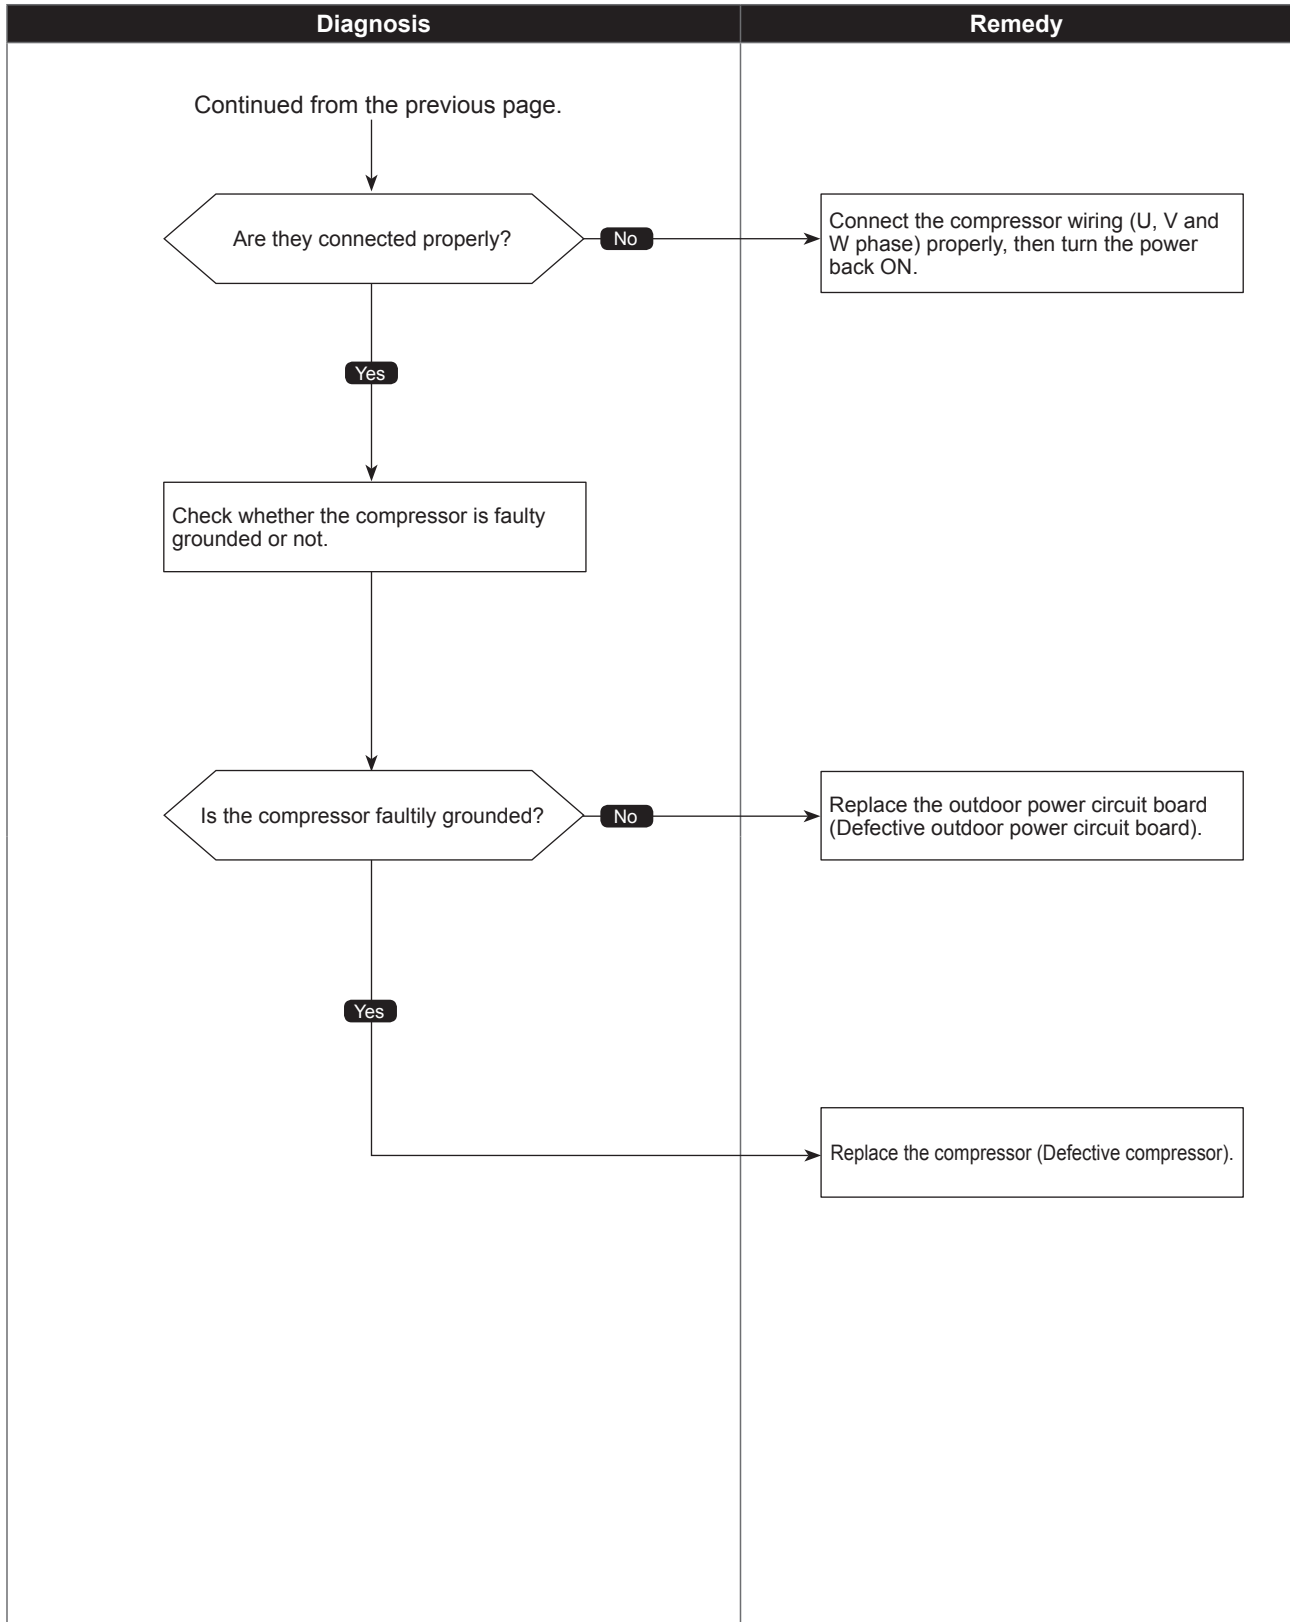 Diagnosis
Remedy
Continued from the previous page.
Are they connected properly?
No
Connect the compressor wiring (U, V and
W phase) properly, then turn the power
back ON.
Yes
Check whether the compressor is faulty
grounded or not.
Is the compressor faultily grounded?
No
Replace the outdoor power circuit board
(Defective outdoor power circuit board).
Yes
Replace the compressor (Defective compressor).